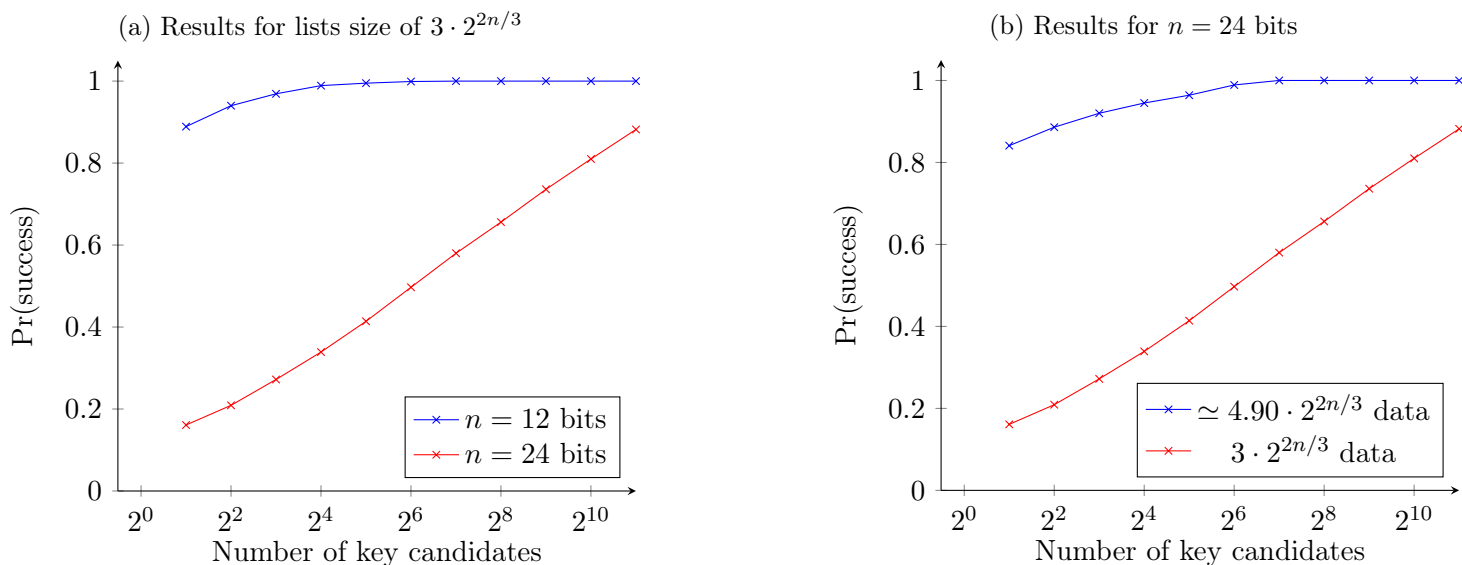 (a) Results for lists size of 3 · 2^{2n/3}
Pr(success)
1
0.8
0.6
0.4
0.2
0
2^0
2^2
2^4
2^6
2^8
2^10
Number of key candidates
n = 12 bits
n = 24 bits
(b) Results for n = 24 bits
Pr(success)
1
0.8
0.6
0.4
0.2
0
2^0
2^2
2^4
2^6
2^8
2^10
Number of key candidates
≃ 4.90 · 2^{2n/3} data
3 · 2^{2n/3} data